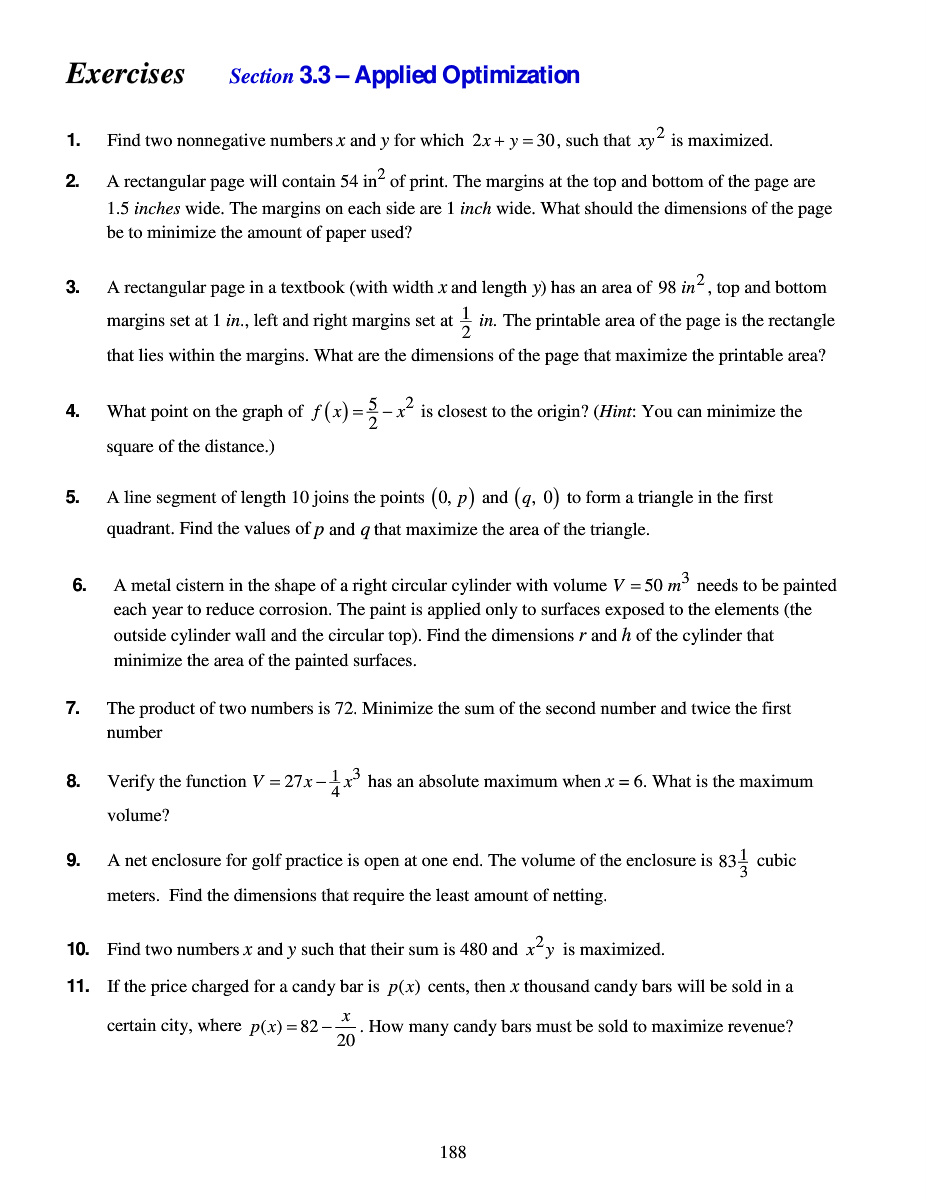 Exercises Section 3.3 – Applied Optimization
1. Find two nonnegative numbers x and y for which 2x + y = 30, such that xy² is maximized.
2. A rectangular page will contain 54 in² of print. The margins at the top and bottom of the page are
1.5 inches wide. The margins on each side are 1 inch wide. What should the dimensions of the page
be to minimize the amount of paper used?
3. A rectangular page in a textbook (with width x and length y) has an area of 98 in², top and bottom
margins set at 1 in., left and right margins set at 1/2 in. The printable area of the page is the rectangle
that lies within the margins. What are the dimensions of the page that maximize the printable area?
4. What point on the graph of f(x) = 5/2 − x² is closest to the origin? (Hint: You can minimize the
square of the distance.)
5. A line segment of length 10 joins the points (0, p) and (q, 0) to form a triangle in the first
quadrant. Find the values of p and q that maximize the area of the triangle.
6. A metal cistern in the shape of a right circular cylinder with volume V = 50 m³ needs to be painted
each year to reduce corrosion. The paint is applied only to surfaces exposed to the elements (the
outside cylinder wall and the circular top). Find the dimensions r and h of the cylinder that
minimize the area of the painted surfaces.
7. The product of two numbers is 72. Minimize the sum of the second number and twice the first
number
8. Verify the function V = 27x − 1/4 x³ has an absolute maximum when x = 6. What is the maximum
volume?
9. A net enclosure for golf practice is open at one end. The volume of the enclosure is 83 1/3 cubic
meters. Find the dimensions that require the least amount of netting.
10. Find two numbers x and y such that their sum is 480 and x²y is maximized.
11. If the price charged for a candy bar is p(x) cents, then x thousand candy bars will be sold in a
certain city, where p(x) = 82 − x/20 . How many candy bars must be sold to maximize revenue?
188